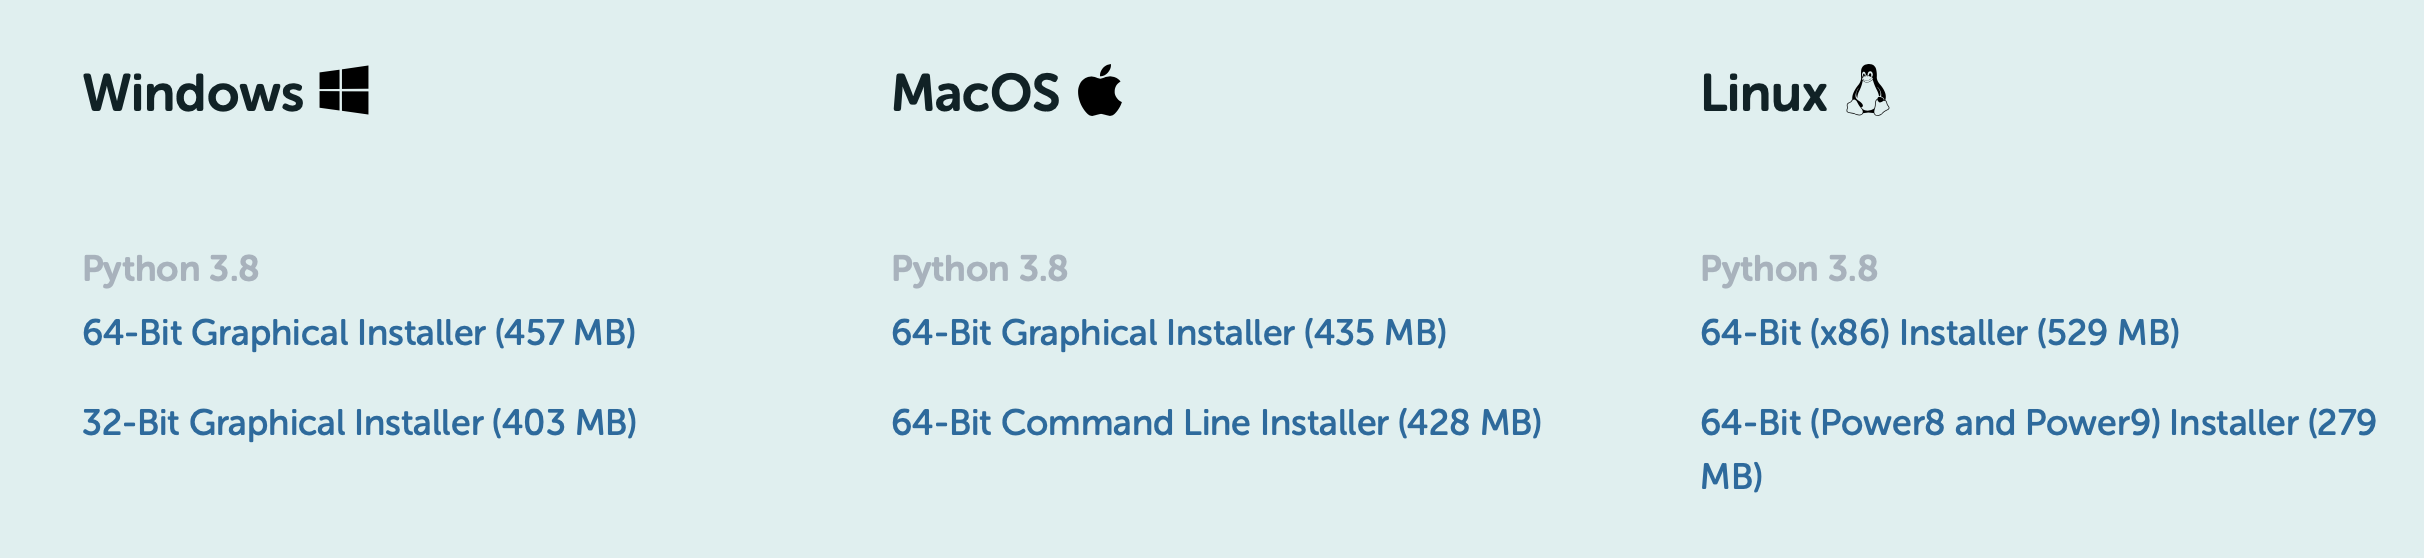 Windows
Python 3.8
64-Bit Graphical Installer (457 MB)
32-Bit Graphical Installer (403 MB)
MacOS
Python 3.8
64-Bit Graphical Installer (435 MB)
64-Bit Command Line Installer (428 MB)
Linux
Python 3.8
64-Bit (x86) Installer (529 MB)
64-Bit (Power8 and Power9) Installer (279
MB)